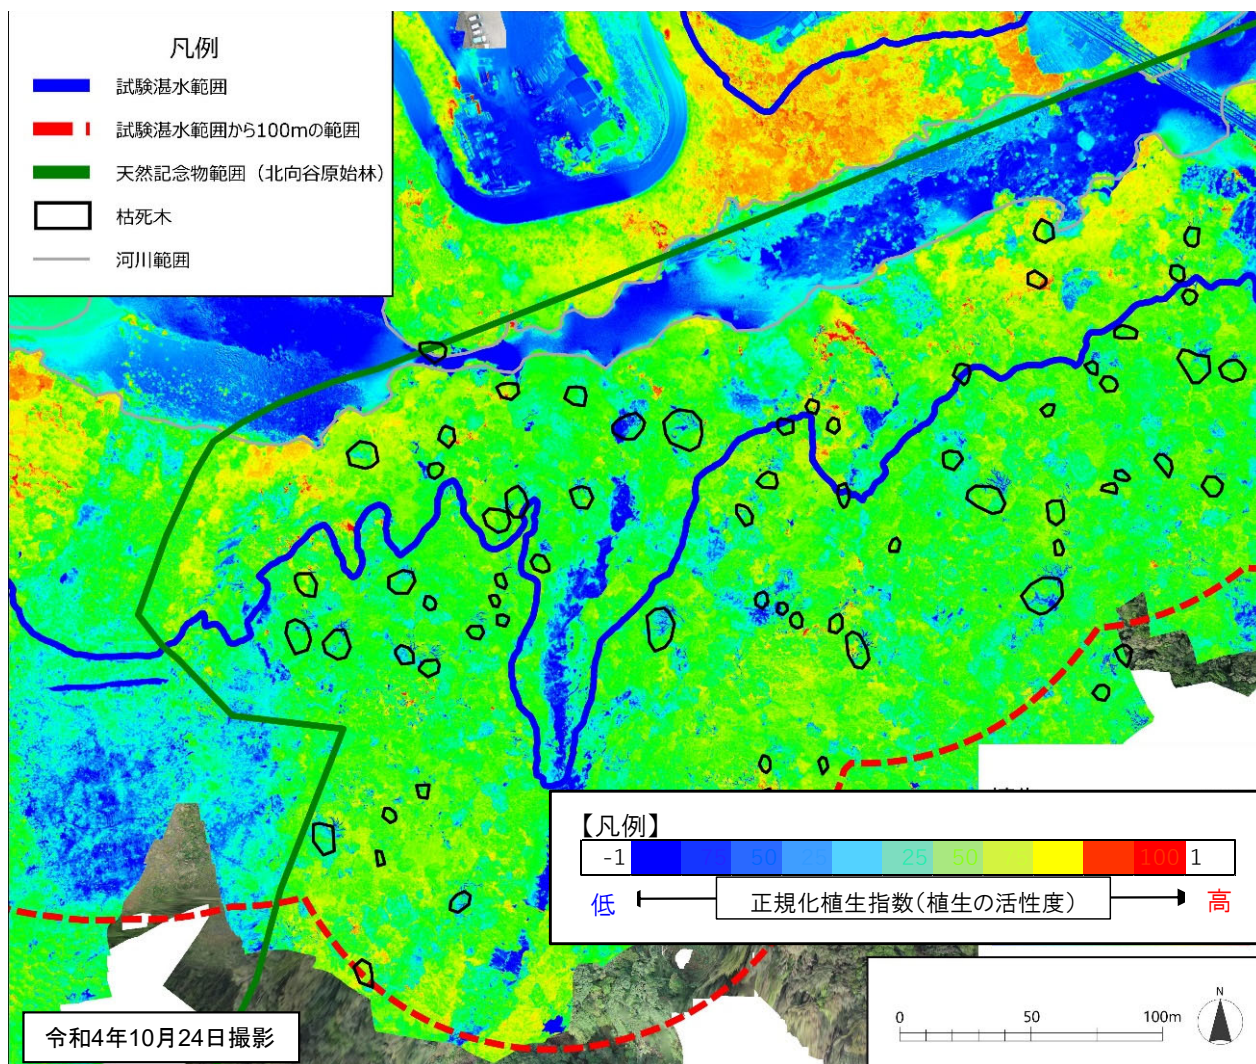 凡例
試験湛水範囲
試験湛水範囲から100mの範囲
天然記念物範囲（北向谷原始林）
枯死木
河川範囲
【凡例】
-1 50 25 25 50 100 1
低 正規化植生指数（植生の活性度） 高
令和4年10月24日撮影
0 50 100m
N